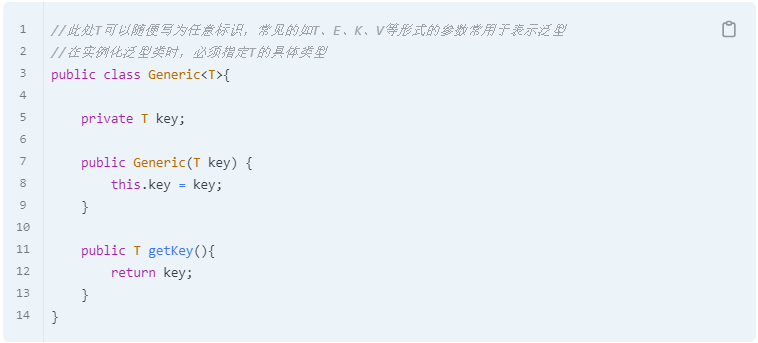 1 //此处T可以随便写为任意标识，常见的如T、E、K、V等形式的参数常用于表示泛型
2 //在实例化泛型类时，必须指定T的具体类型
3 public class Generic<T>{
4
5     private T key;
6
7     public Generic(T key) {
8         this.key = key;
9     }
10
11     public T getKey(){
12         return key;
13     }
14 }